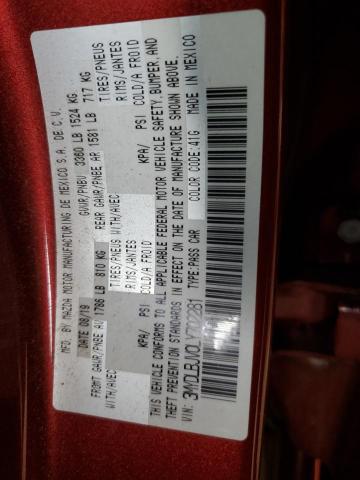 MFG. BY MAZDA MOTOR MANUFACTURING DE MEXICO S.A. DE C.V.
DATE 08/19 GVWR/PNBV 3360 LB 1524 KG
FRONT GAWR/PNBE AV 1786 LB 810 KG REAR GAWR/PNBE AR 1581 LB 717 KG
WITH/AVEC TIRES/PNEUS WITH/AVEC TIRES/PNEUS
RIMS/JANTES RIMS/JANTES
KPA/ PSI COLD/A FROID KPA/ PSI COLD/A FROID
THIS VEHICLE CONFORMS TO ALL APPLICABLE FEDERAL MOTOR VEHICLE SAFETY, BUMPER, AND
THEFT PREVENTION STANDARDS IN EFFECT ON THE DATE OF MANUFACTURE SHOWN ABOVE.
VIN: TYPE:PASS CAR COLOR CODE:41G MADE IN MEXICO